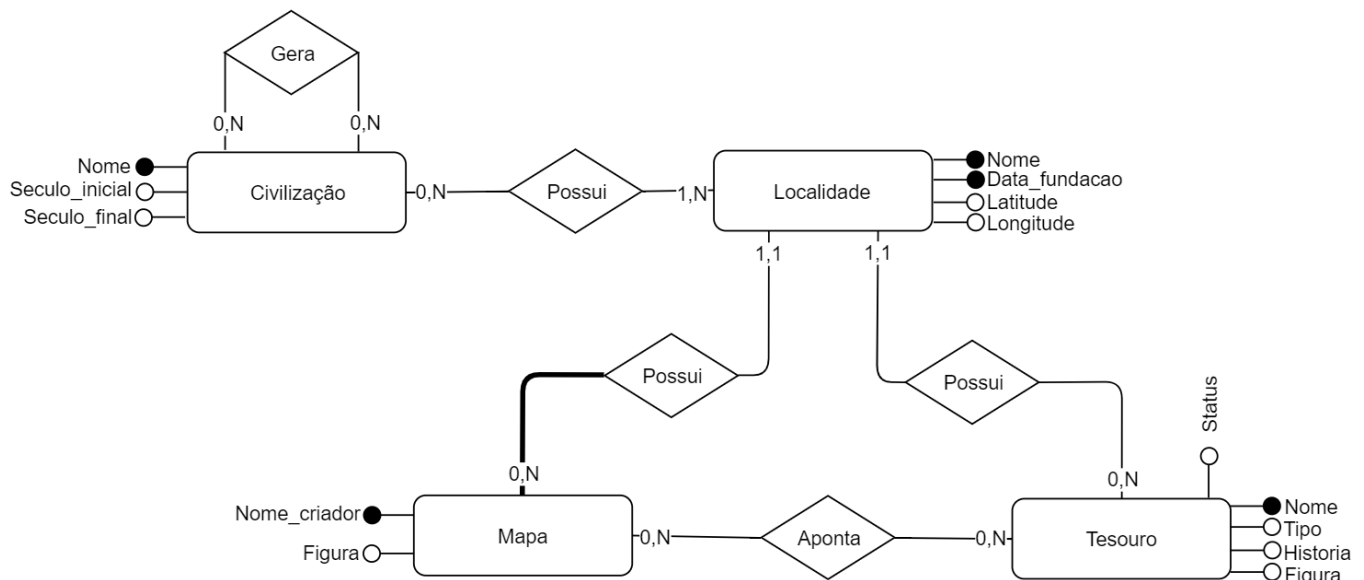 Gera
0,N
0,N
Nome
Seculo_inicial
Seculo_final
Civilização
0,N
Possui
1,N
Localidade
Nome
Data_fundacao
Latitude
Longitude
1,1
1,1
Possui
Possui
Status
0,N
0,N
Nome_criador
Figura
Mapa
0,N
Aponta
0,N
Tesouro
Nome
Tipo
Historia
Figura